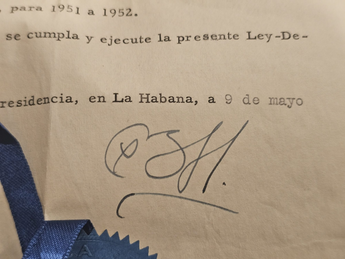 para 1951 a 1952.
se cumpla y ejecute la presente Ley-De-
residencia, en La Habana, a 9 de mayo